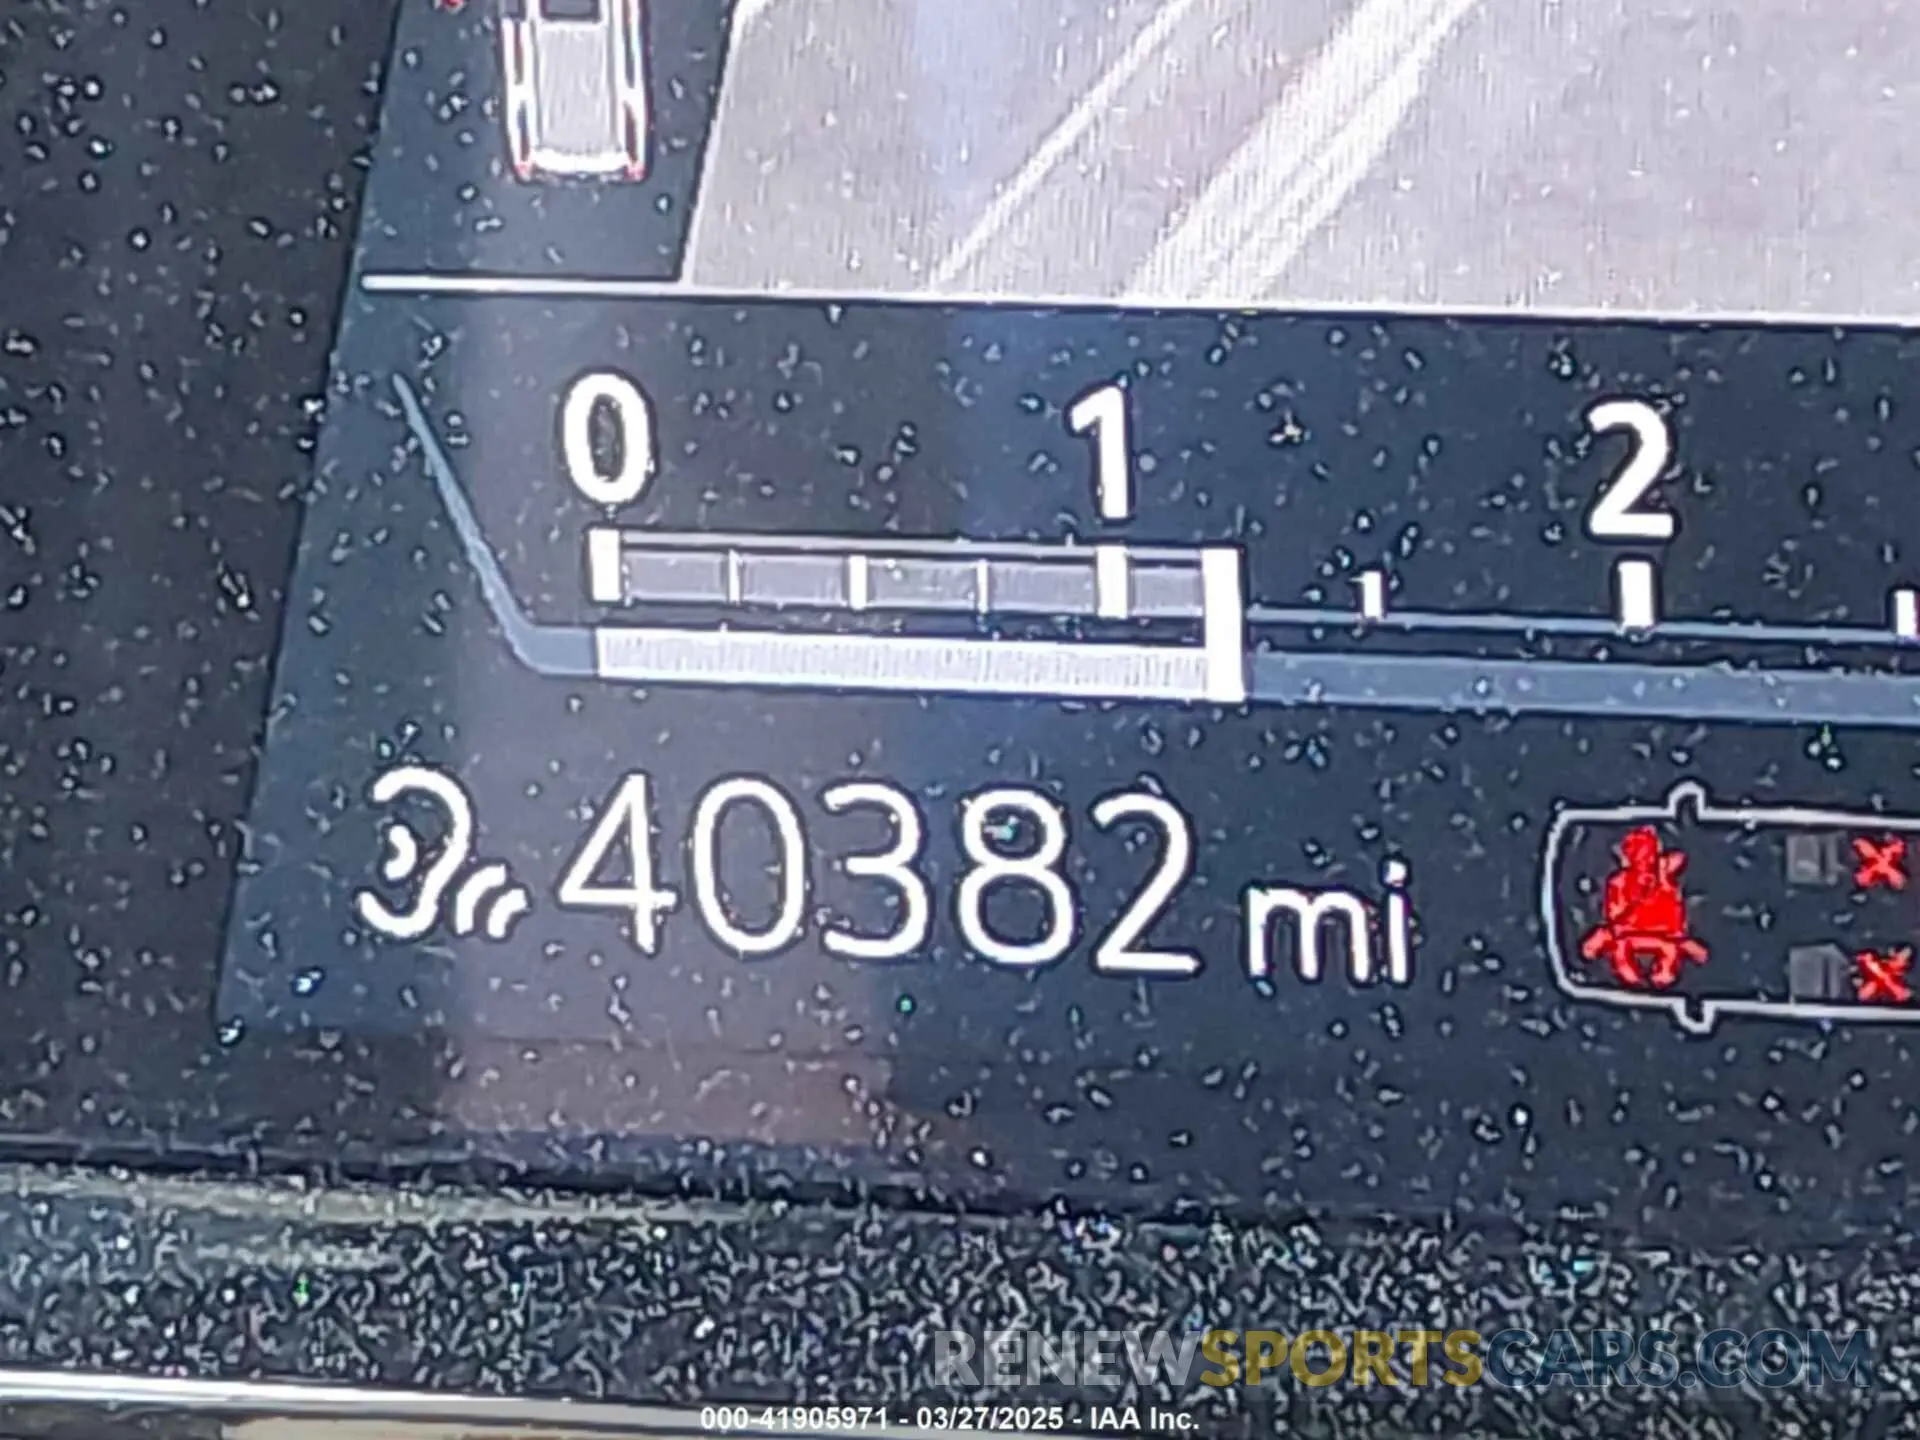 0 1 2
40382 mi
RENEWSPORTSCARS.COM
000-41905971 - 03/27/2025 - IAA Inc.